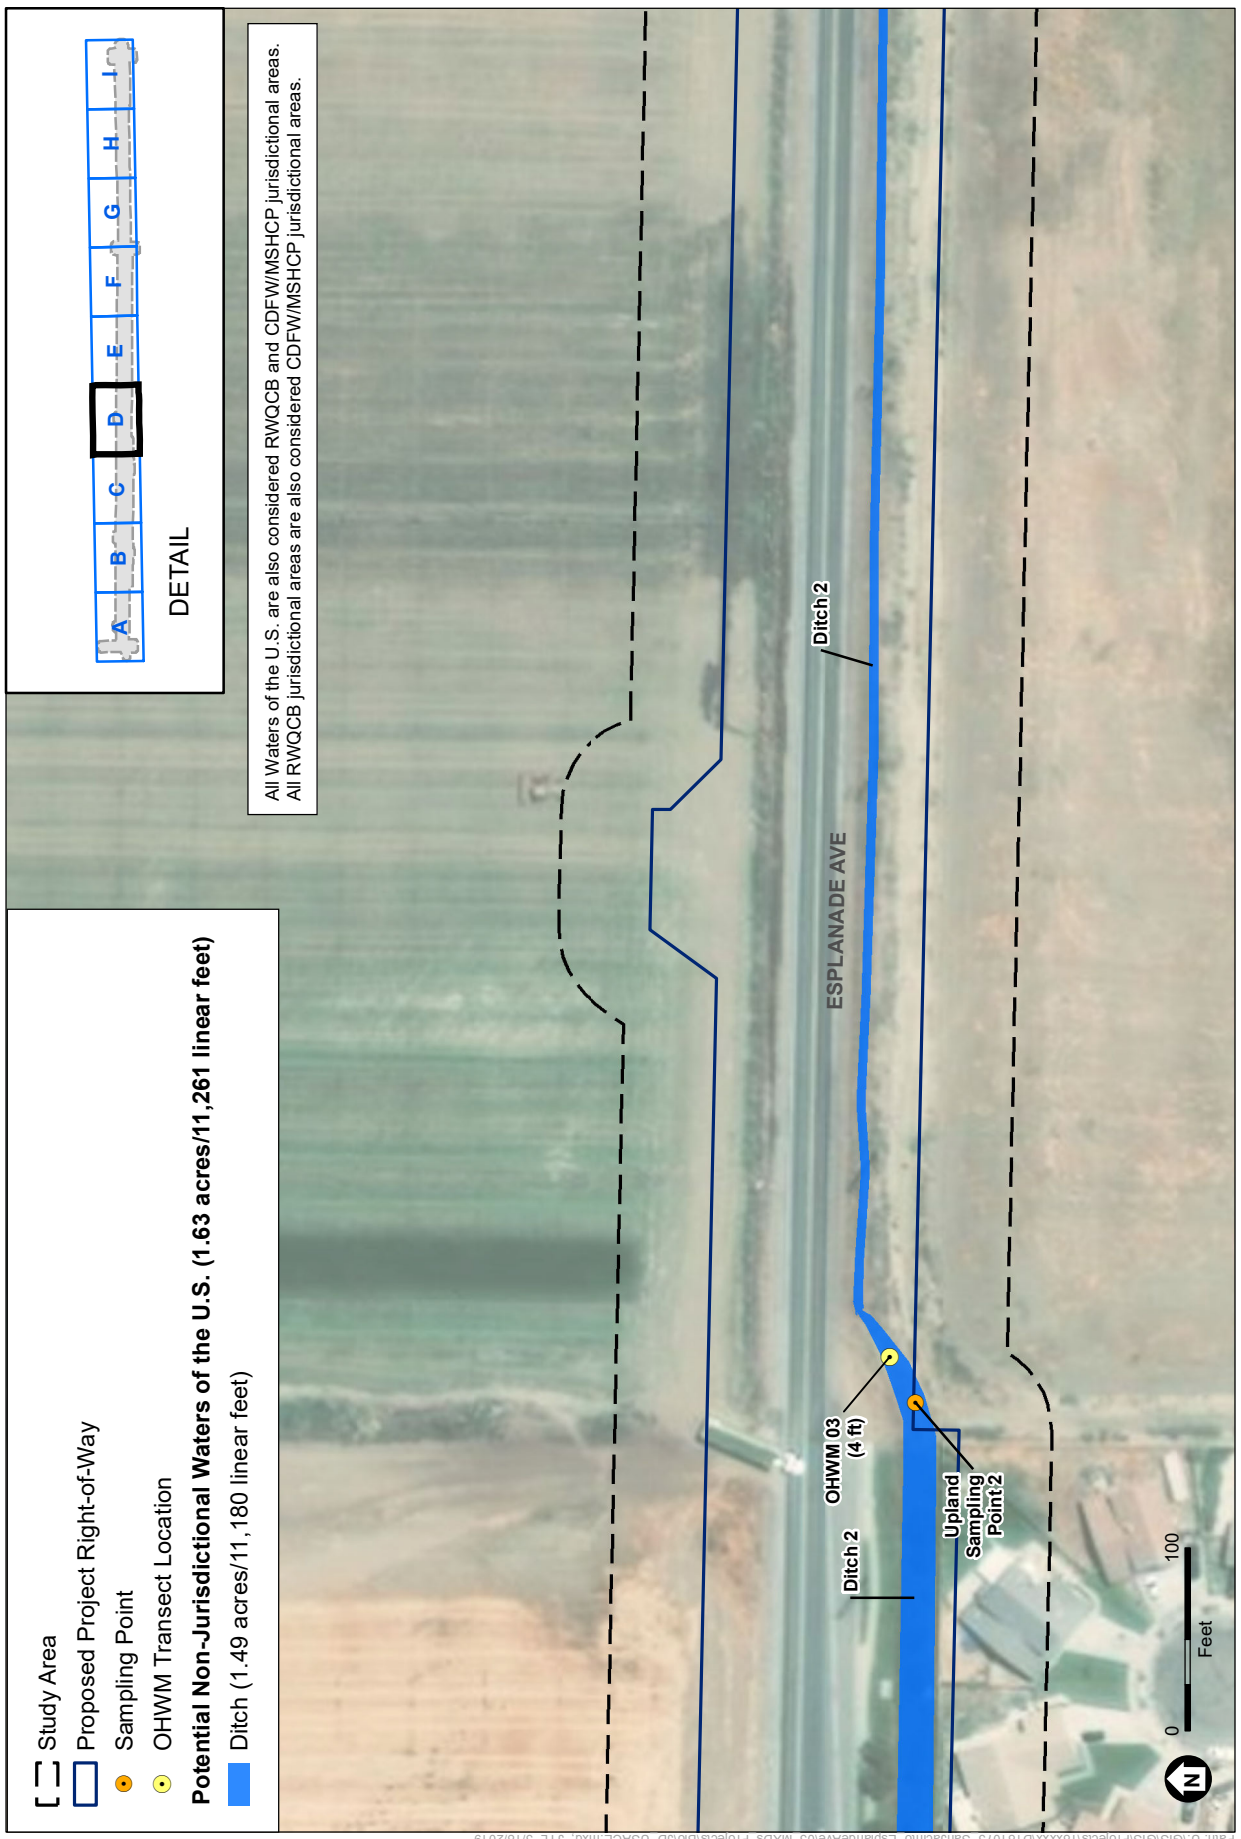 Study Area
Proposed Project Right-of-Way
Sampling Point
OHWM Transect Location
Potential Non-Jurisdictional Waters of the U.S. (1.63 acres/11,261 linear feet)
Ditch (1.49 acres/11,180 linear feet)
A B C D E F G H I
DETAIL
All Waters of the U.S. are also considered RWQCB and CDFW/MSHCP jurisdictional areas.
All RWQCB jurisdictional areas are also considered CDFW/MSHCP jurisdictional areas.
Ditch 2
ESPLANADE AVE
OHWM 03
(4 ft)
Ditch 2
Upland
Sampling
Point 2
0 100
Feet
N